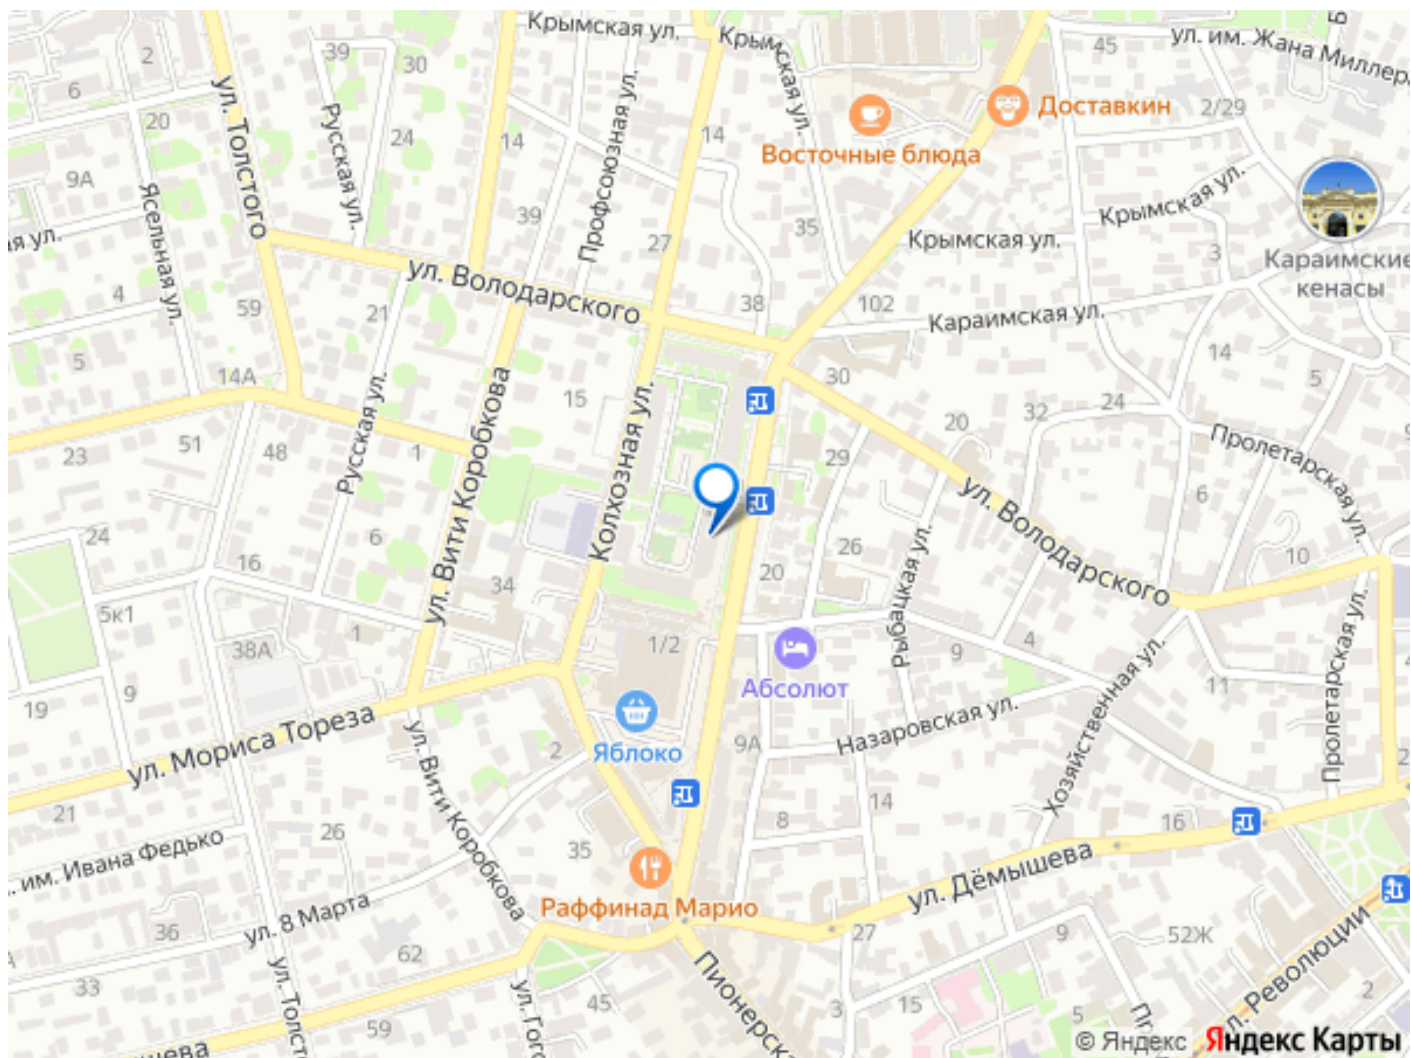 Крымская ул.
Крымская ул.
45
ул. им. Жана Миллера
2
39
30
6
ул. Толстого
Русская ул.
Профсоюзная ул.
14
14
Доставкин
2/29
20
24
Восточные блюда
9А
Ясельная ул.
39
35
Крымская ул.
Крымская ул.
27
3
Караимские
кенасы
ул. Володарского
4
59
21
38
102
Караимская ул.
5
14А
15
30
14
5
24
32
20
51
48
23
Русская ул.
1
ул. Вити Коробкова
Колхозная ул.
29
Пролетарская ул.
6
ул. Володарского
24
6
16
34
26
20
10
Рыбацкая ул.
5к1
1
38А
1/2
4
9
Абсолют
Хозяйственная ул.
11
Пролетарская ул.
9
19
Яблоко
9А
Назаровская ул.
ул. Мориса Тореза
2
ул. Вити Коробкова
21
26
14
8
16
35
им. Ивана Федько
ул. Дёмышева
Раффинад Марио
ул. 8 Марта
36
62
27
9
52Ж
33
45
3
15
2
59
Пионерска
© Яндекс Яндекс Карты